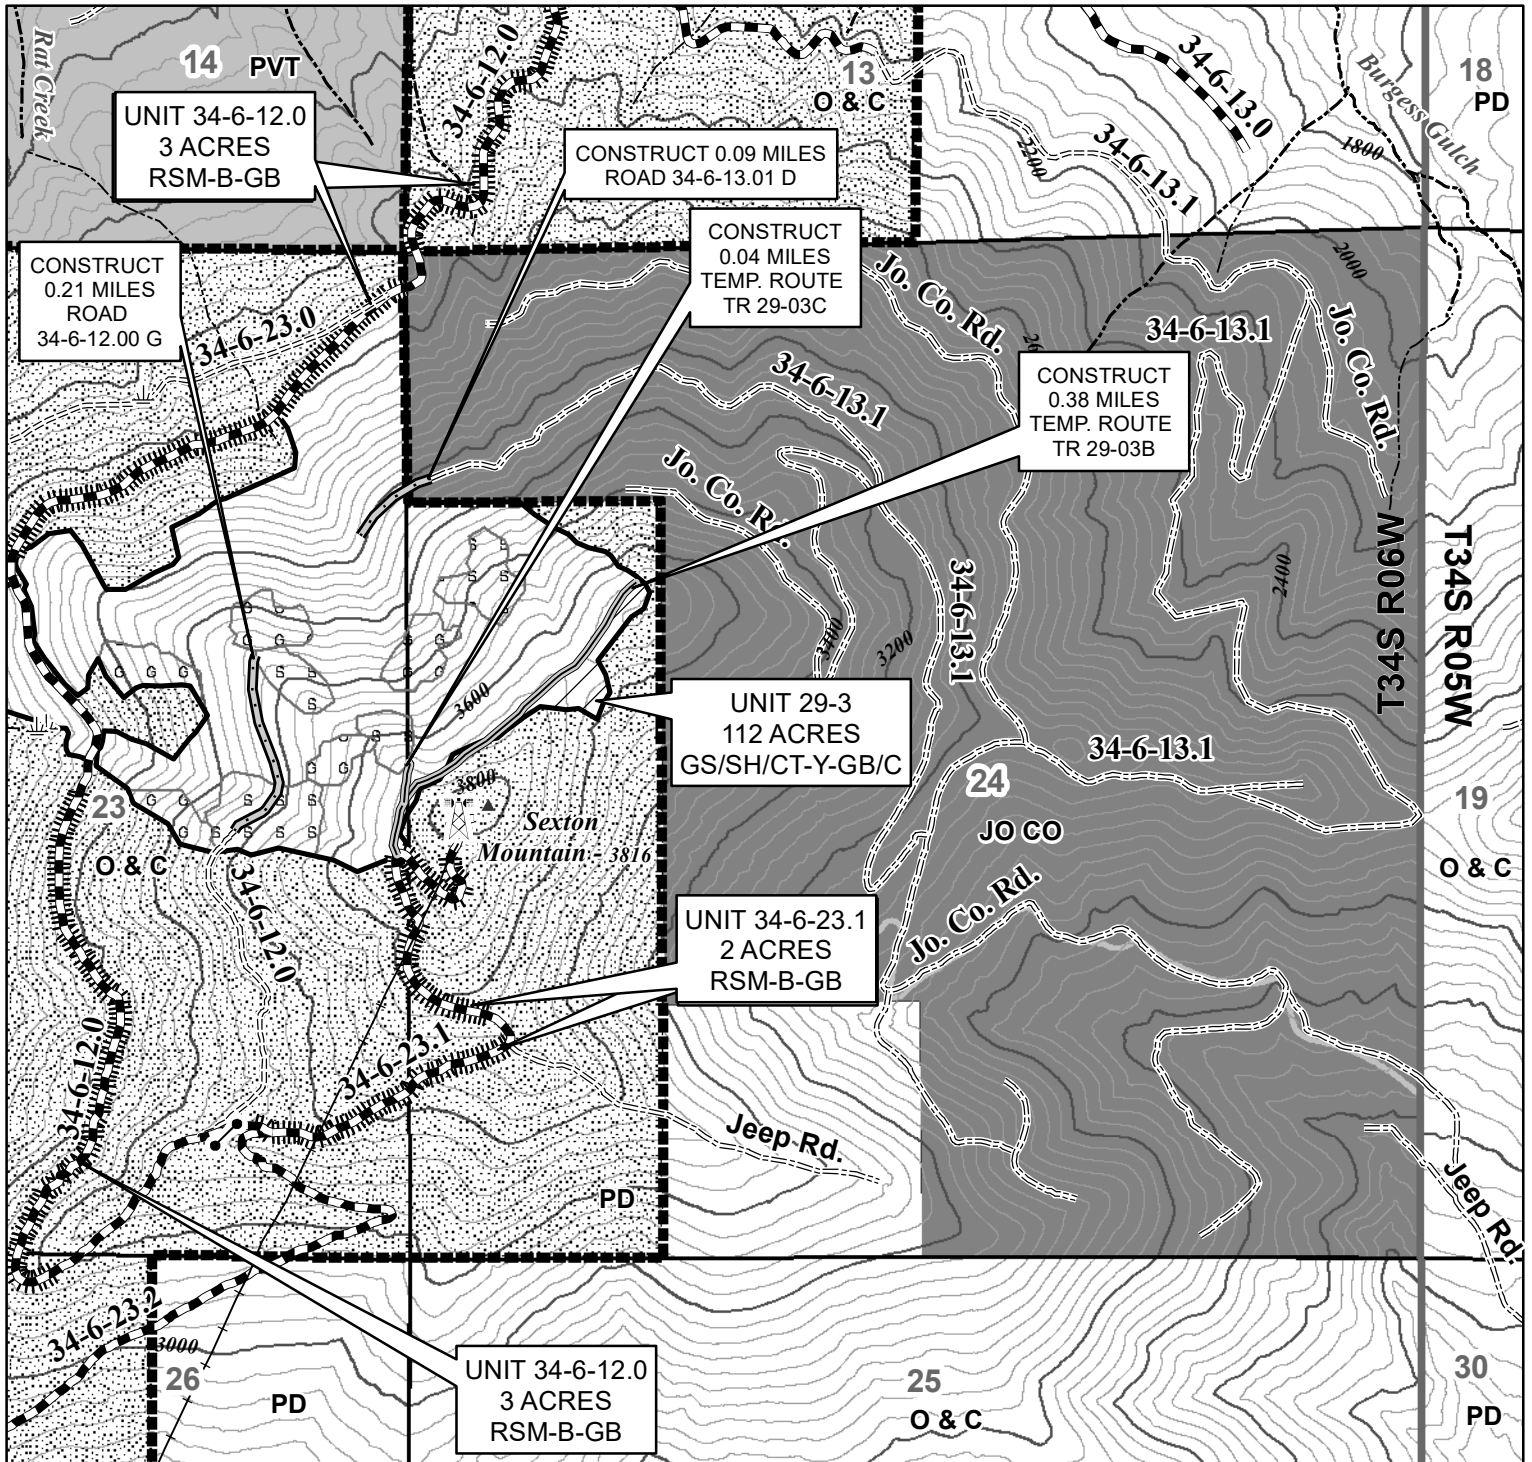 Rat Creek
14 PVT
UNIT 34-6-12.0
3 ACRES
RSM-B-GB
34-6-12.0
13
O & C
34-6-13.0
Burgess Gulch
18
PD
CONSTRUCT 0.09 MILES
ROAD 34-6-13.01 D
2200
34-6-13.1
1800
CONSTRUCT
0.21 MILES
ROAD
34-6-12.00 G
CONSTRUCT
0.04 MILES
TEMP. ROUTE
TR 29-03C
Jo. Co. Rd.
2000
34-6-23.0
34-6-13.1
34-6-13.1
Jo. Co. Rd.
CONSTRUCT
0.38 MILES
TEMP. ROUTE
TR 29-03B
Jo. Co. Rd.
T34S R06W
T34S R05W
S S
S S
34-6-13.1
2400
G G
G G S
G G G
S S
G G
S
3400
3200
3600
UNIT 29-3
112 ACRES
GS/SH/CT-Y-GB/C
G S S
G G
34-6-13.1
3800
23
G G
S S S
24
19
G S S S S
Sexton
Mountain - 3816
JO CO
O & C
O & C
34-6-12.0
UNIT 34-6-23.1
2 ACRES
RSM-B-GB
Jo. Co. Rd.
34-6-12.0
34-6-23.1
Jeep Rd.
Jeep Rd.
PD
34-6-23.2
3000
26
PD
UNIT 34-6-12.0
3 ACRES
RSM-B-GB
25
O & C
30
PD